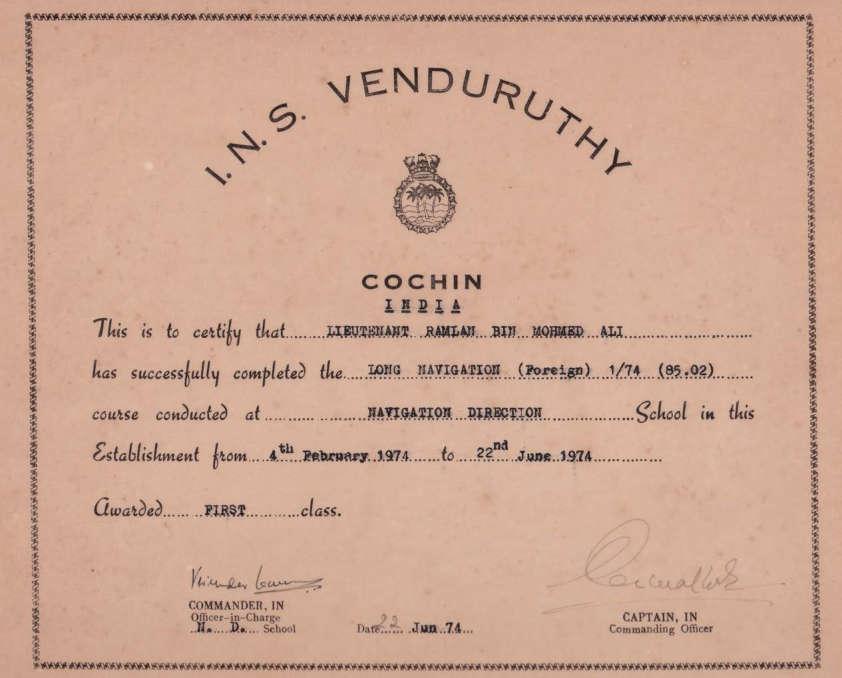 I.N.S. VENDURUTHY
COCHIN
INDIA
This is to certify that LIEUTENANT RAMLAN BIN MOHMED ALI
has successfully completed the LONG NAVIGATION (Foreign) 1/74 (85.02)
course conducted at NAVIGATION DIRECTION School in this
Establishment from 4th February 1974 to 22nd June 1974
Awarded FIRST class.
COMMANDER, IN
Officer-in-Charge
N. D. School
Date 22 Jun 74
CAPTAIN, IN
Commanding Officer